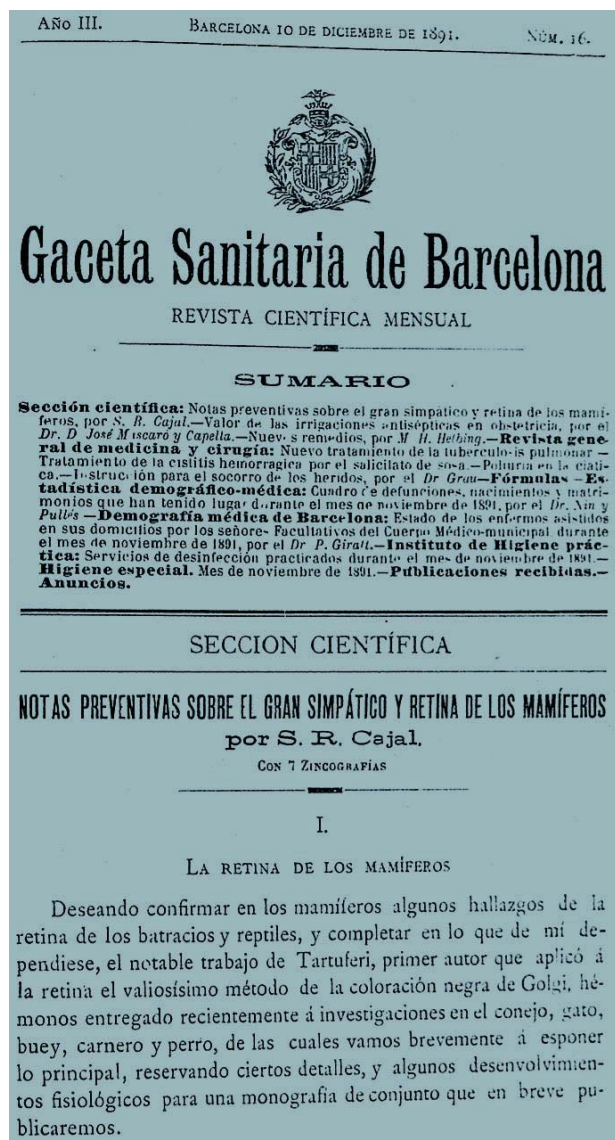 Año III. BARCELONA 10 DE DICIEMBRE DE 1891. NÚM. 16.
Gaceta Sanitaria de Barcelona
REVISTA CIENTÍFICA MENSUAL
SUMARIO
Sección científica: Notas preventivas sobre el gran simpático y retina de los mamí-
feros, por S. R. Cajal.—Valor de las irrigaciones antisépticas en obstetricia, por el
Dr. D José Miscaró y Capella.—Nuev s remedios, por M H. Helbing.—Revista gene-
ral de medicina y cirugía: Nuevo tratamiento de la tuberculo-is pulmonar —
Tratamiento de la cistitis hemorragica por el salicilato de sosa.—Poliuria en la ciati-
ca.—Instrucción para el socorro de los heridos, por el Dr Grau—Fórmulas —Es-
tadística demográfico-médica: Cuadro de defunciones, nacimientos y matri-
monios que han tenido lugar durante el mes de noviembre de 1891, por el Dr. Nin y
Pullés —Demografía médica de Barcelona: Estado de los enfermos asistidos
en sus domicilios por los señore- Facultativos del Cuerpo Médico-municipal durante
el mes de noviembre de 1891, por el Dr P. Giralt.—Instituto de Higiene prác-
tica: Servicios de desinfección practicados durante el mes de noviembre de 1891.—
Higiene especial. Mes de noviembre de 1891.—Publicaciones recibidas.—
Anuncios.
SECCION CIENTÍFICA
NOTAS PREVENTIVAS SOBRE EL GRAN SIMPÁTICO Y RETINA DE LOS MAMÍFEROS
por S. R. Cajal.
CON 7 ZINCOGRAFÍAS
I.
LA RETINA DE LOS MAMÍFEROS
Deseando confirmar en los mamíferos algunos hallazgos de la
retina de los batracios y reptiles, y completar en lo que de mí de-
pendiese, el notable trabajo de Tartuferi, primer autor que aplicó á
la retina el valiosísimo método de la coloración negra de Golgi, hé-
monos entregado recientemente á investigaciones en el conejo, gato,
buey, carnero y perro, de las cuales vamos brevemente á esponer
lo principal, reservando ciertos detalles, y algunos desenvolvimien-
tos fisiológicos para una monografia de conjunto que en breve pu-
blicaremos.